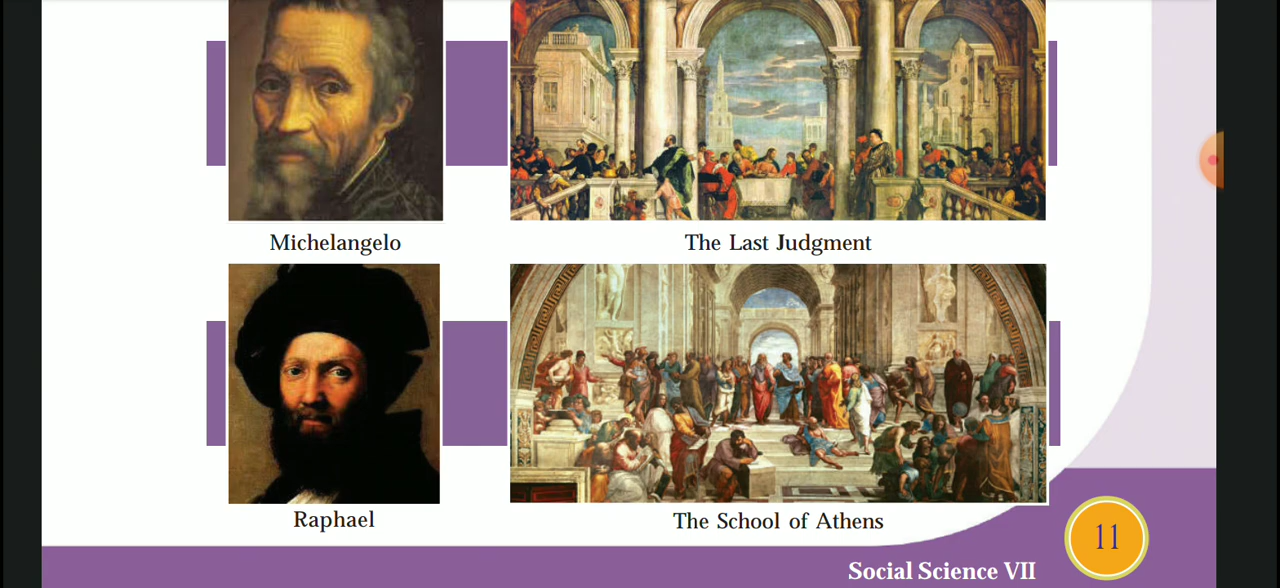 Michelangelo
The Last Judgment
Raphael
The School of Athens
11
Social Science VII